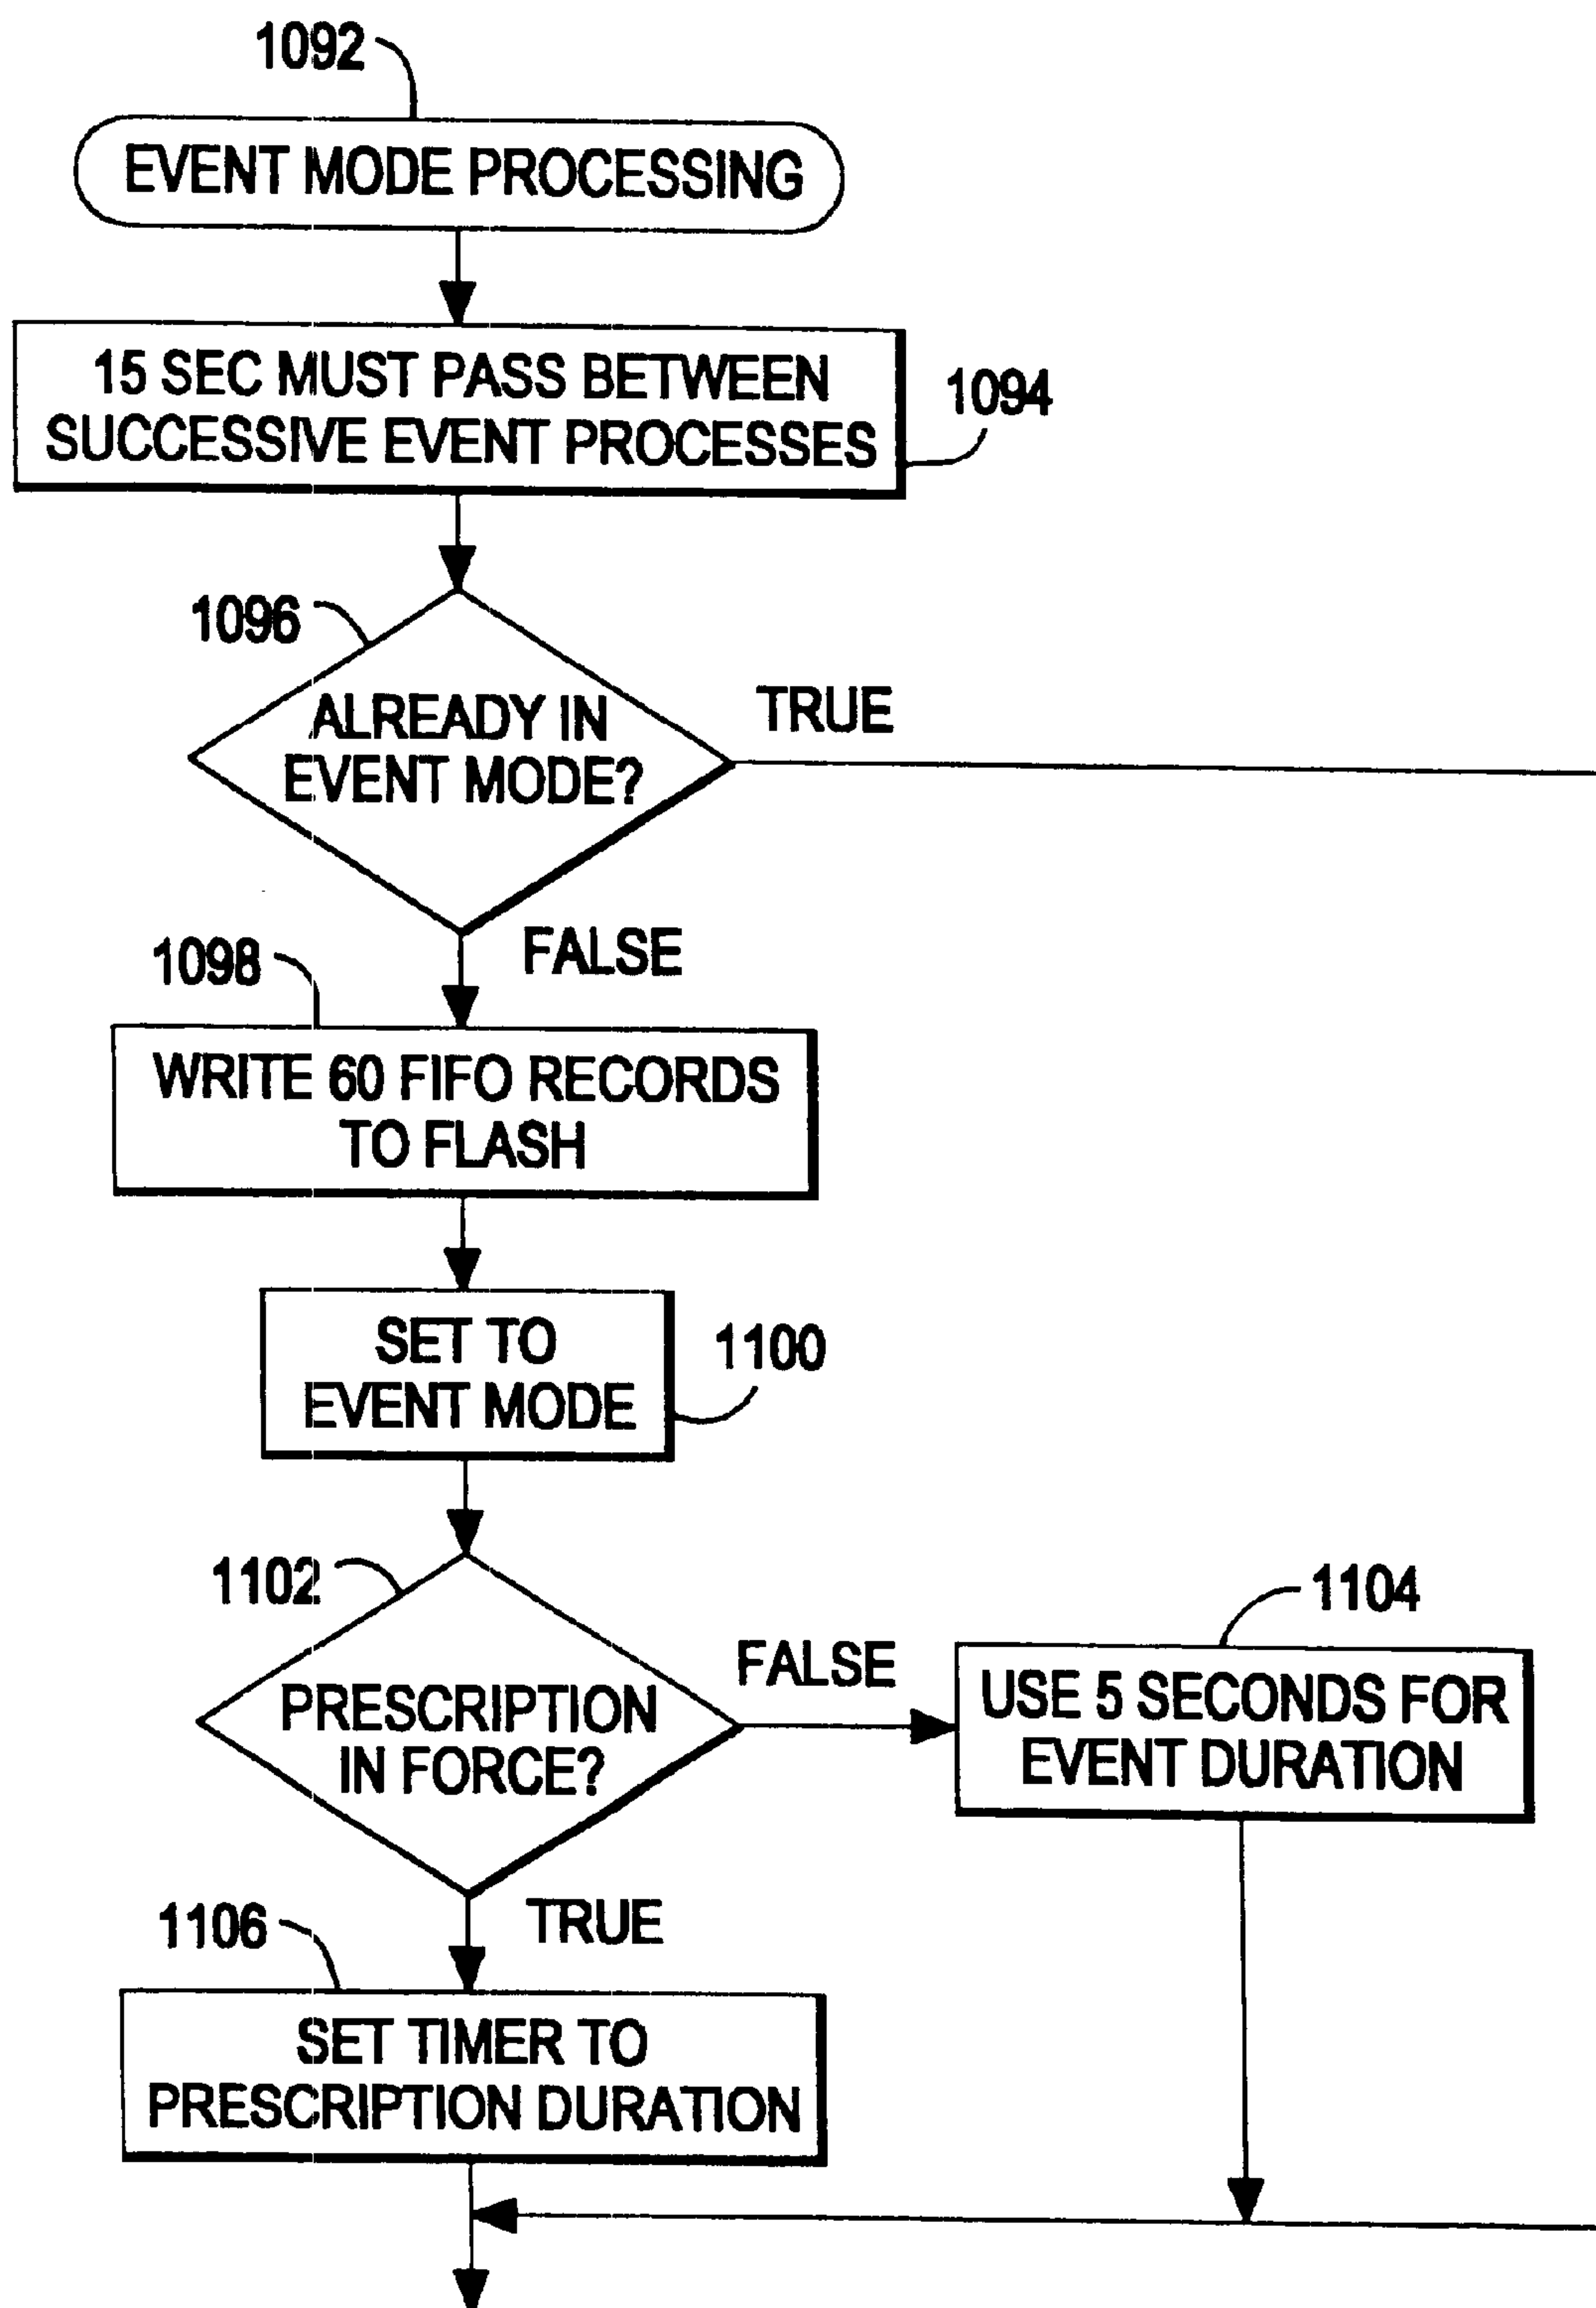 1092
EVENT MODE PROCESSING
15 SEC MUST PASS BETWEEN
SUCCESSIVE EVENT PROCESSES
1094
1096
ALREADY IN
EVENT MODE?
TRUE
FALSE
1098
WRITE 60 FIFO RECORDS
TO FLASH
SET TO
EVENT MODE
1100
1102
PRESCRIPTION
IN FORCE?
FALSE
1104
USE 5 SECONDS FOR
EVENT DURATION
TRUE
1106
SET TIMER TO
PRESCRIPTION DURATION